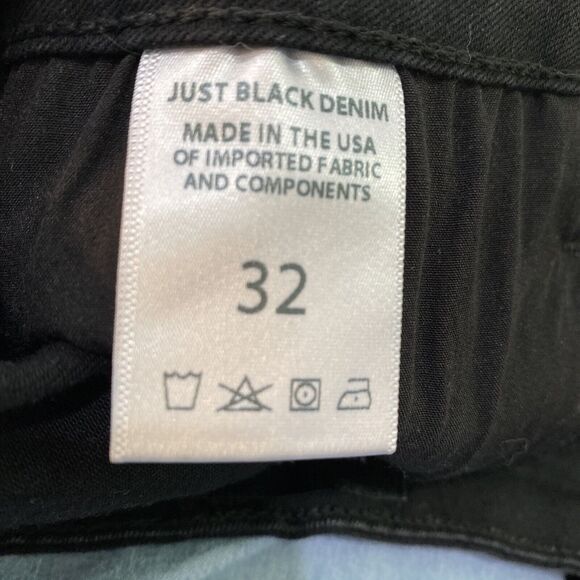 JUST BLACK DENIM
MADE IN THE USA
OF IMPORTED FABRIC
AND COMPONENTS
32